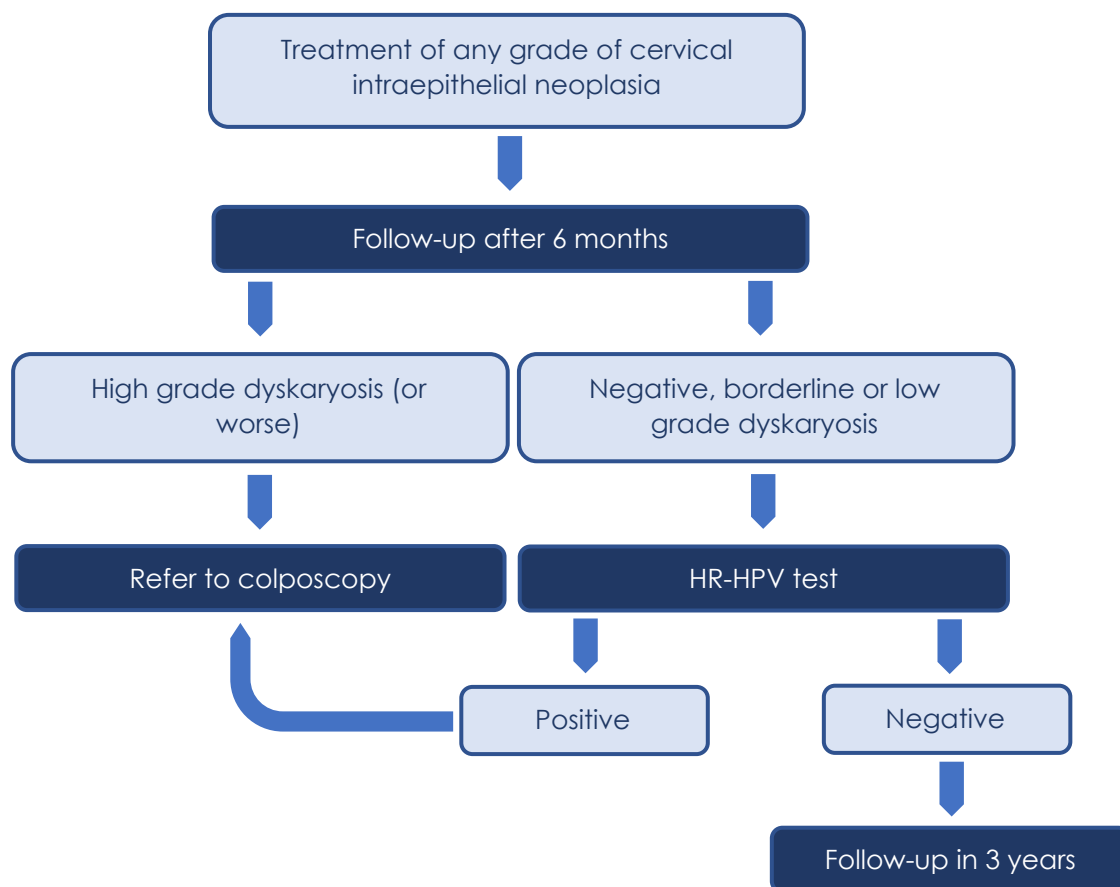 Treatment of any grade of cervical
intraepithelial neoplasia
Follow-up after 6 months
High grade dyskaryosis (or
worse)
Negative, borderline or low
grade dyskaryosis
Refer to colposcopy
HR-HPV test
Positive
Negative
Follow-up in 3 years